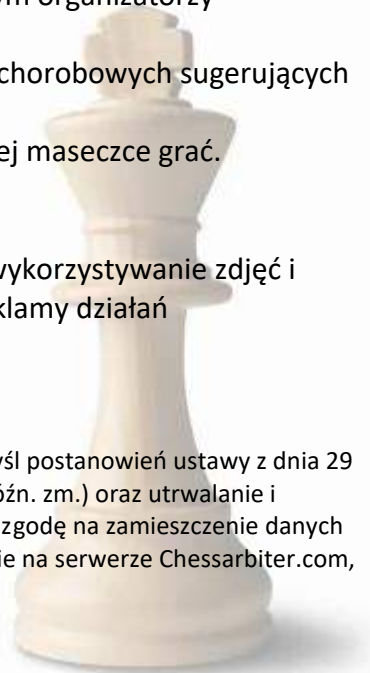 ym organizatorzy
chorobowych sugerujących
ej maseczce grać.
wykorzystywanie zdjęć i
klamy działań
yśl postanowień ustawy z dnia 29
óźn. zm.) oraz utrwalanie i
zgodę na zamieszczenie danych
ie na serwerze Chessarbiter.com,